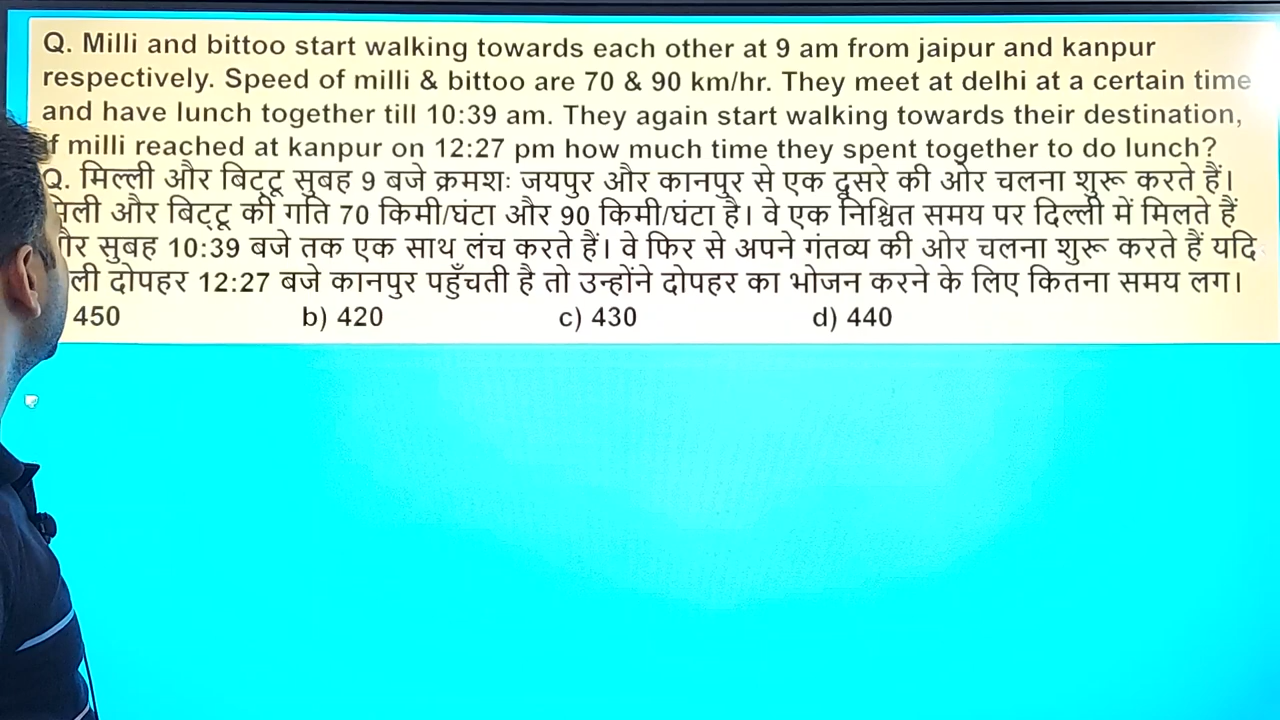 Q. Milli and bittoo start walking towards each other at 9 am from jaipur and kanpur
respectively. Speed of milli & bittoo are 70 & 90 km/hr. They meet at delhi at a certain time
and have lunch together till 10:39 am. They again start walking towards their destination,
if milli reached at kanpur on 12:27 pm how much time they spent together to do lunch?
Q. मिल्ली और बिट्टू सुबह 9 बजे क्रमशः जयपुर और कानपुर से एक दूसरे की ओर चलना शुरू करते हैं।
और बिट्टू की गति 70 किमी/घंटा और 90 किमी/घंटा है। वे एक निश्चित समय पर दिल्ली में मिलते हैं
सुबह 10:39 बजे तक एक साथ लंच करते हैं। वे फिर से अपने गंतव्य की ओर चलना शुरू करते हैं यदि
दोपहर 12:27 बजे कानपुर पहुँचती है तो उन्होंने दोपहर का भोजन करने के लिए कितना समय लग।
450 b) 420 c) 430 d) 440